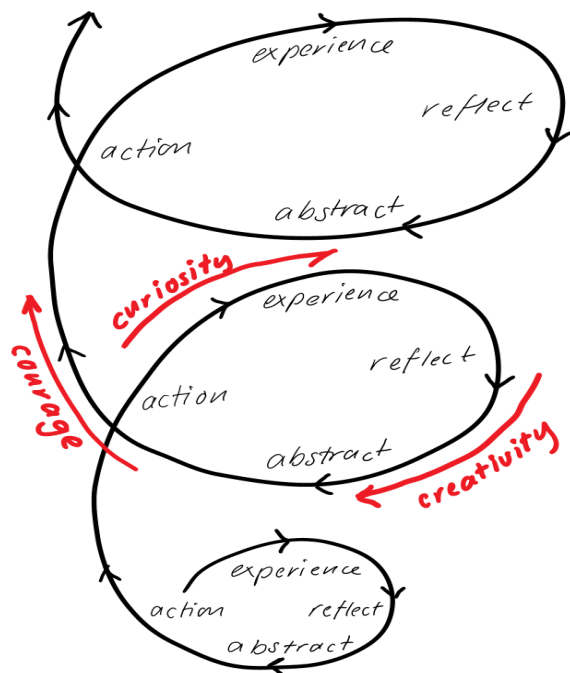 experience
reflect
action
abstract
curiosity
experience
courage
reflect
action
abstract
creativity
experience
action
reflect
abstract